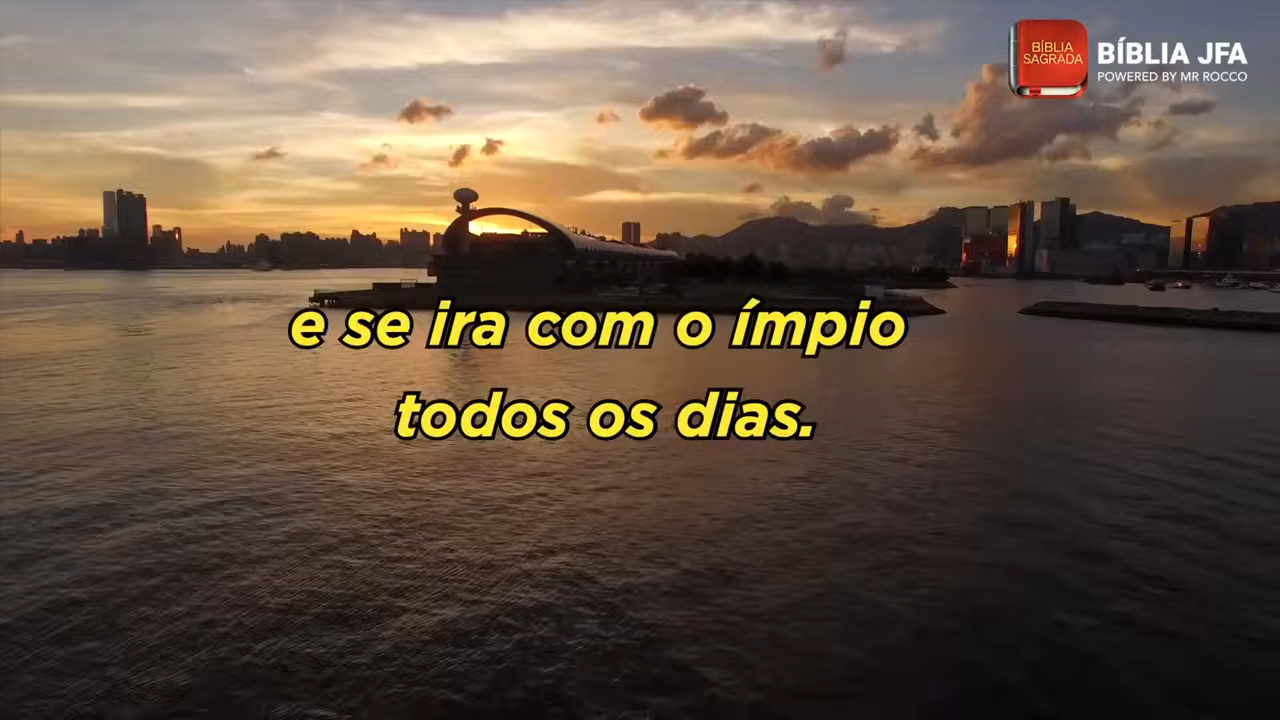 BÍBLIA
SAGRADA
BÍBLIA JFA
POWERED BY MR ROCCO
e se ira com o ímpio
todos os dias.